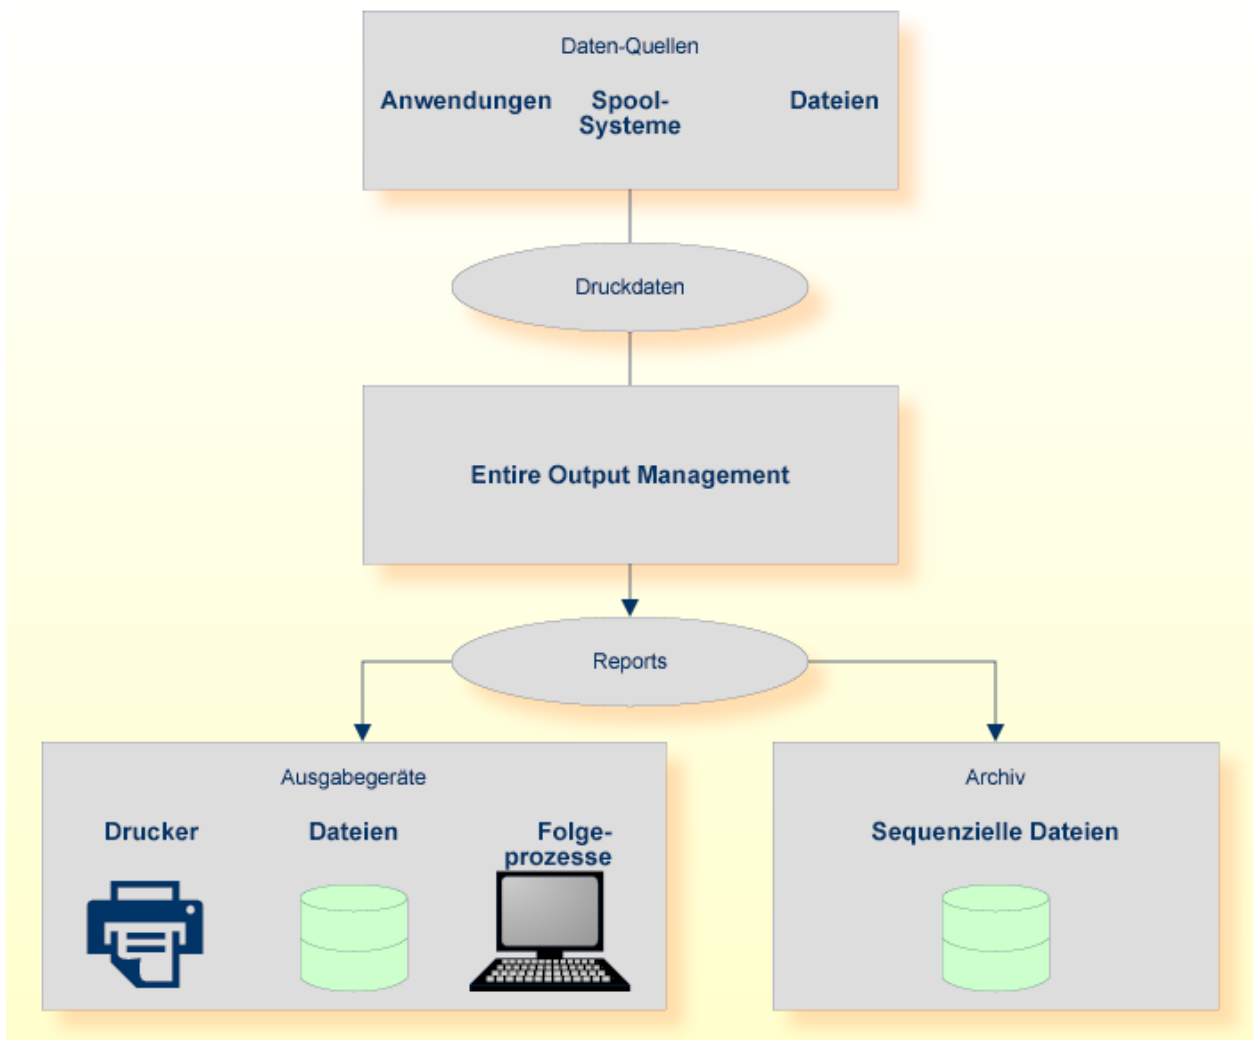 Daten-Quellen
Anwendungen
Spool-
Systeme
Dateien
Druckdaten
Entire Output Management
Reports
Ausgabegeräte
Drucker
Dateien
Folge-
prozesse
Archiv
Sequenzielle Dateien